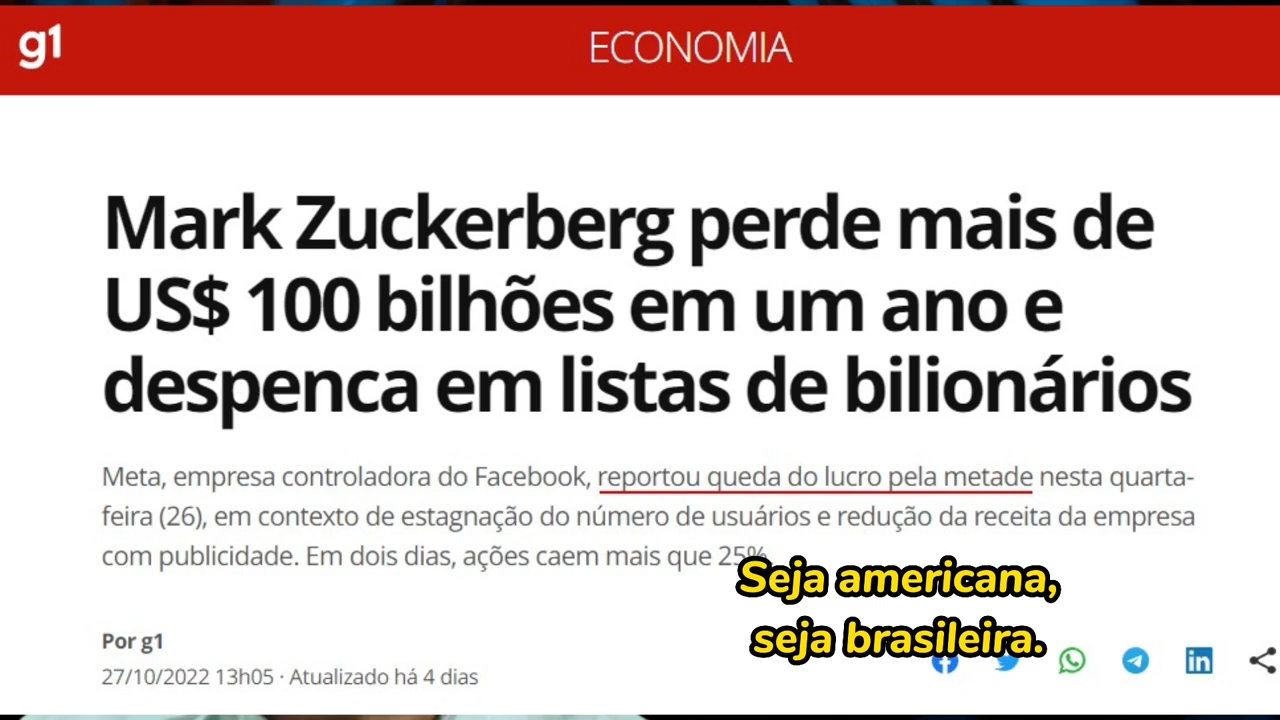 g1
ECONOMIA
Mark Zuckerberg perde mais de
US$ 100 bilhões em um ano e
despenca em listas de bilionários
Meta, empresa controladora do Facebook, reportou queda do lucro pela metade nesta quarta-
feira (26), em contexto de estagnação do número de usuários e redução da receita da empresa
com publicidade. Em dois dias, ações caem mais que 25%
Seja americana,
seja brasileira.
Por g1
27/10/2022 13h05 · Atualizado há 4 dias